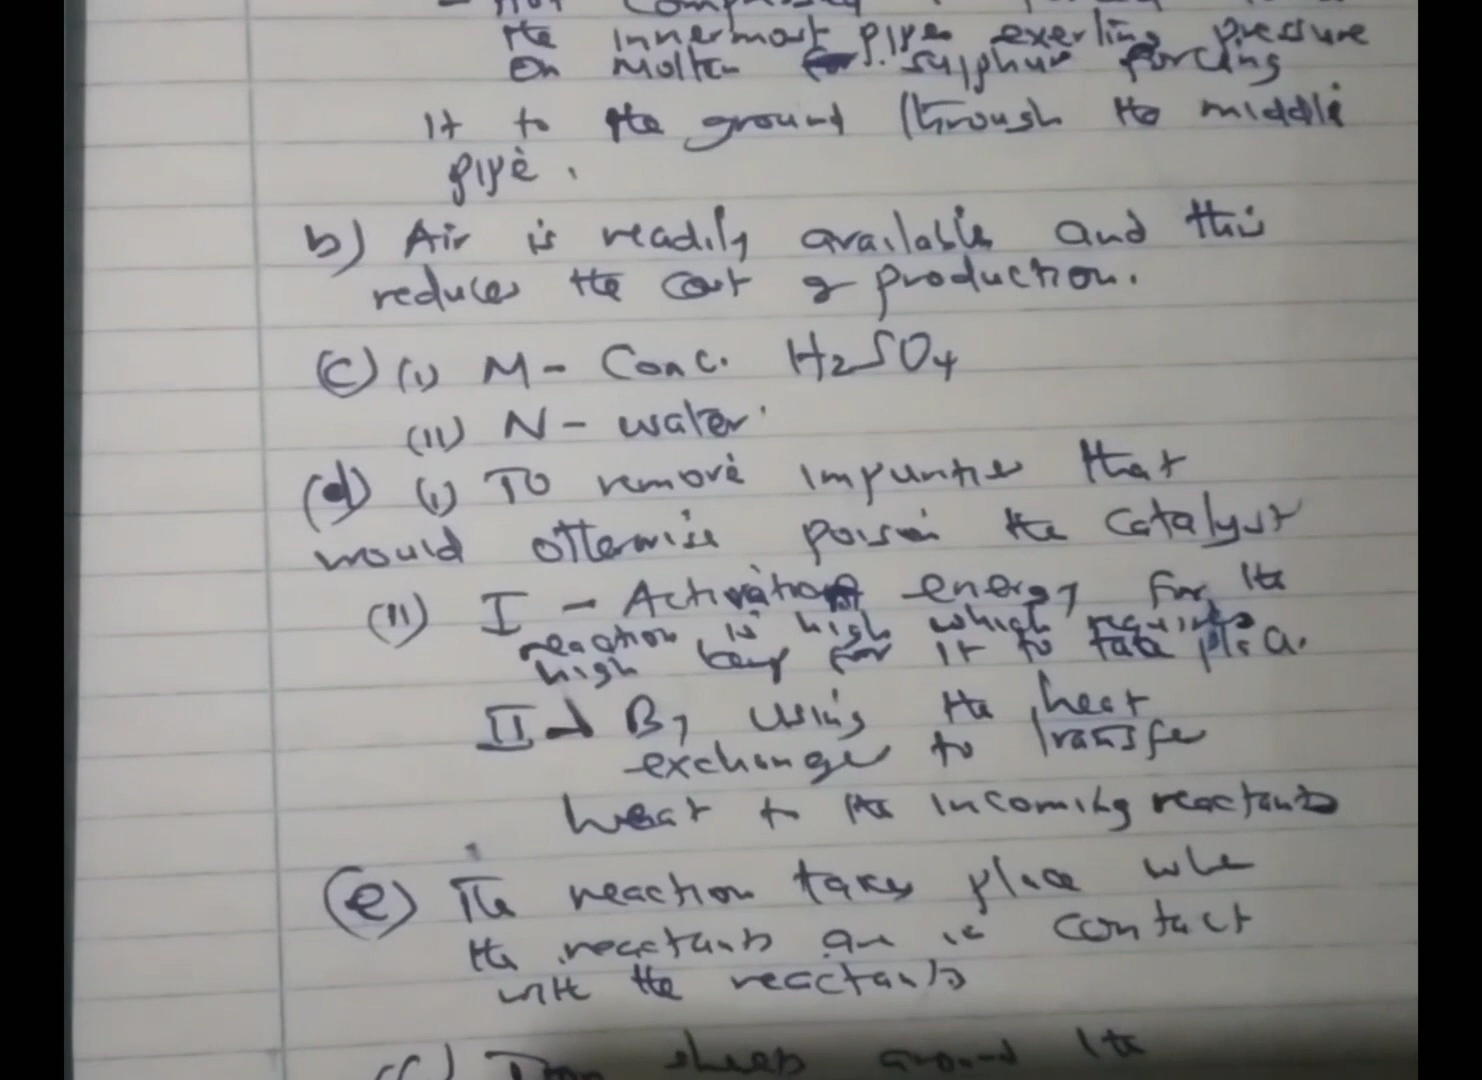 the innermost pipe exerting pressure
on molten sulphur forcing
it to the ground through the middle
pipe.
b) Air is readily available and this
reduces the cost of production.
(c) (i) M - Conc. H₂SO₄
(ii) N - water.
(d) (i) To remove impurities that
would otherwise poison the catalyst
(ii) I - Activation energy for the
reaction is high which requires
high temp for it to take place.
II → By using the heat
exchanger to transfer
heat to the incoming reactants
(e) The reaction takes place when
the reactants are in contact
with the reactants
around the